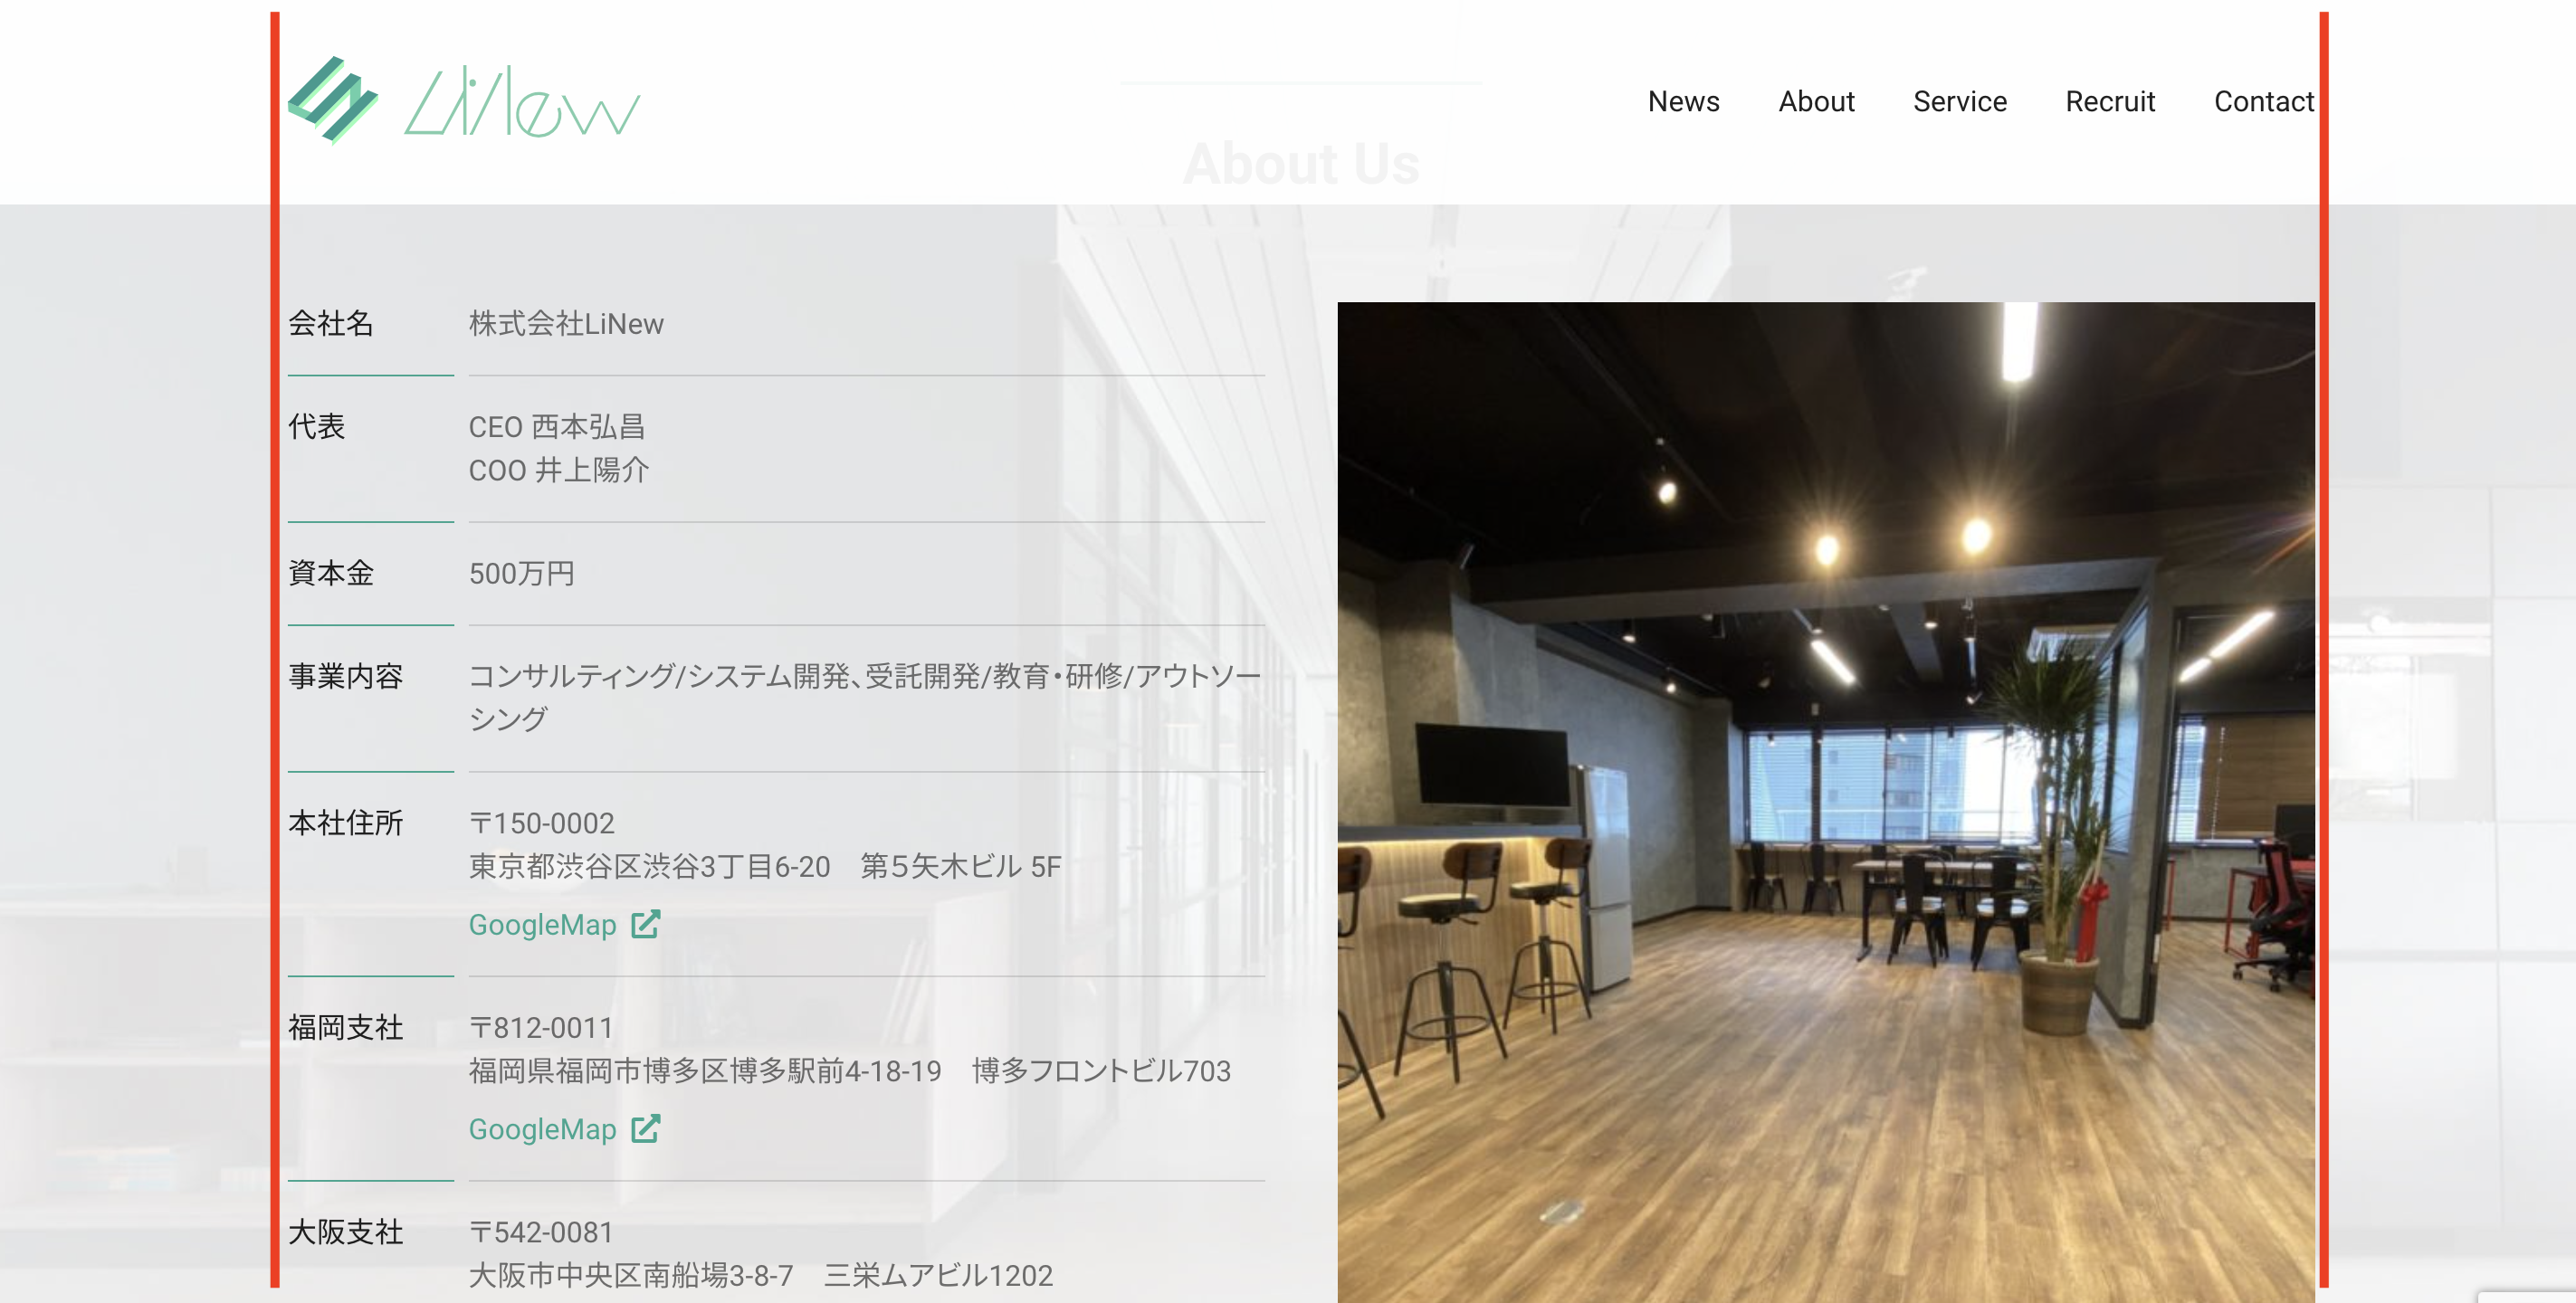 LiNew
News About Service Recruit Contact
About Us
会社名 株式会社LiNew
代表 CEO 西本弘昌
COO 井上陽介
資本金 500万円
事業内容 コンサルティング/システム開発、受託開発/教育・研修/アウトソー
シング
本社住所 〒150-0002
東京都渋谷区渋谷3丁目6-20　第５矢木ビル 5F
GoogleMap
福岡支社 〒812-0011
福岡県福岡市博多区博多駅前4-18-19　博多フロントビル703
GoogleMap
大阪支社 〒542-0081
大阪市中央区南船場3-8-7　三栄ムアビル1202